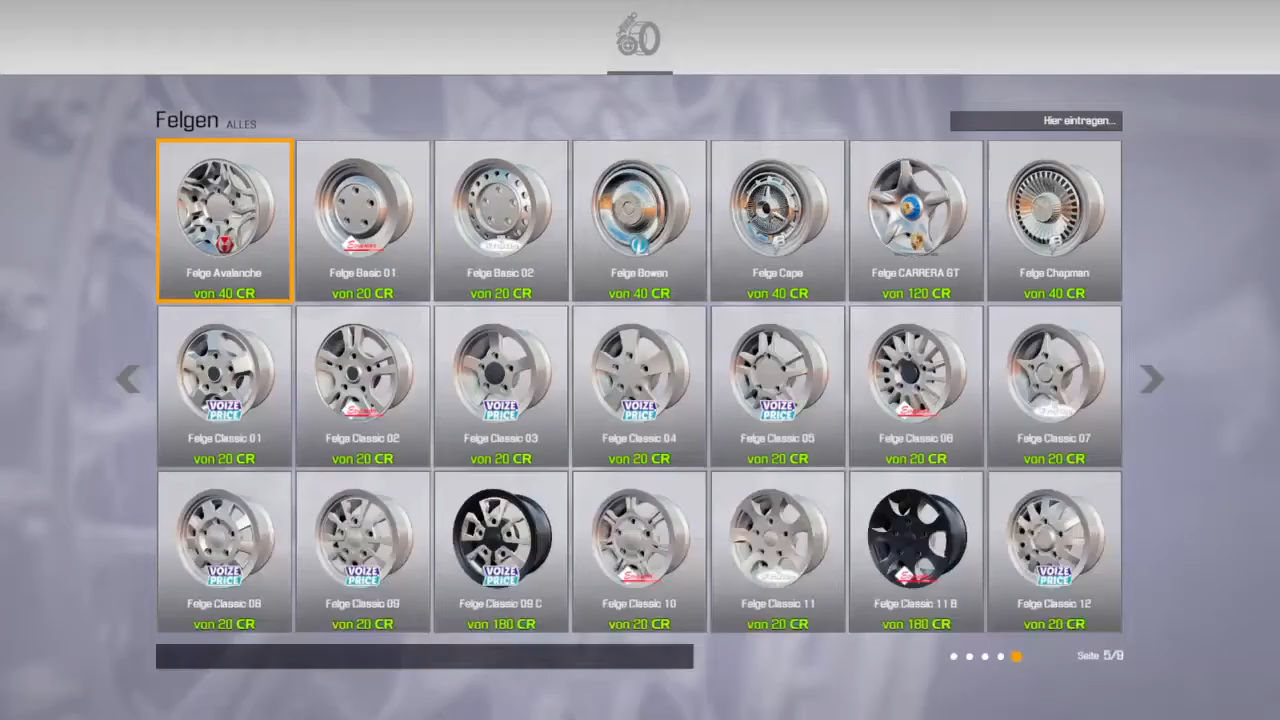 Felgen ALLES
Hier eintragen...
Felge Avalanche
von 40 CR
Felge Basic 01
von 20 CR
Felge Basic 02
von 20 CR
Felge Bowen
von 40 CR
Felge Cape
von 40 CR
Felge CARRERA GT
von 120 CR
Felge Chapman
von 40 CR
VOIZE
PRICE
Felge Classic 01
von 20 CR
Felge Classic 02
von 20 CR
VOIZE
PRICE
Felge Classic 03
von 20 CR
VOIZE
PRICE
Felge Classic 04
von 20 CR
VOIZE
PRICE
Felge Classic 05
von 20 CR
Felge Classic 06
von 20 CR
Felge Classic 07
von 20 CR
VOIZE
PRICE
Felge Classic 08
von 20 CR
VOIZE
PRICE
Felge Classic 09
von 20 CR
VOIZE
PRICE
Felge Classic 09 C
von 180 CR
Felge Classic 10
von 20 CR
Felge Classic 11
von 20 CR
Felge Classic 11 B
von 180 CR
VOIZE
PRICE
Felge Classic 12
von 20 CR
Seite 5/9